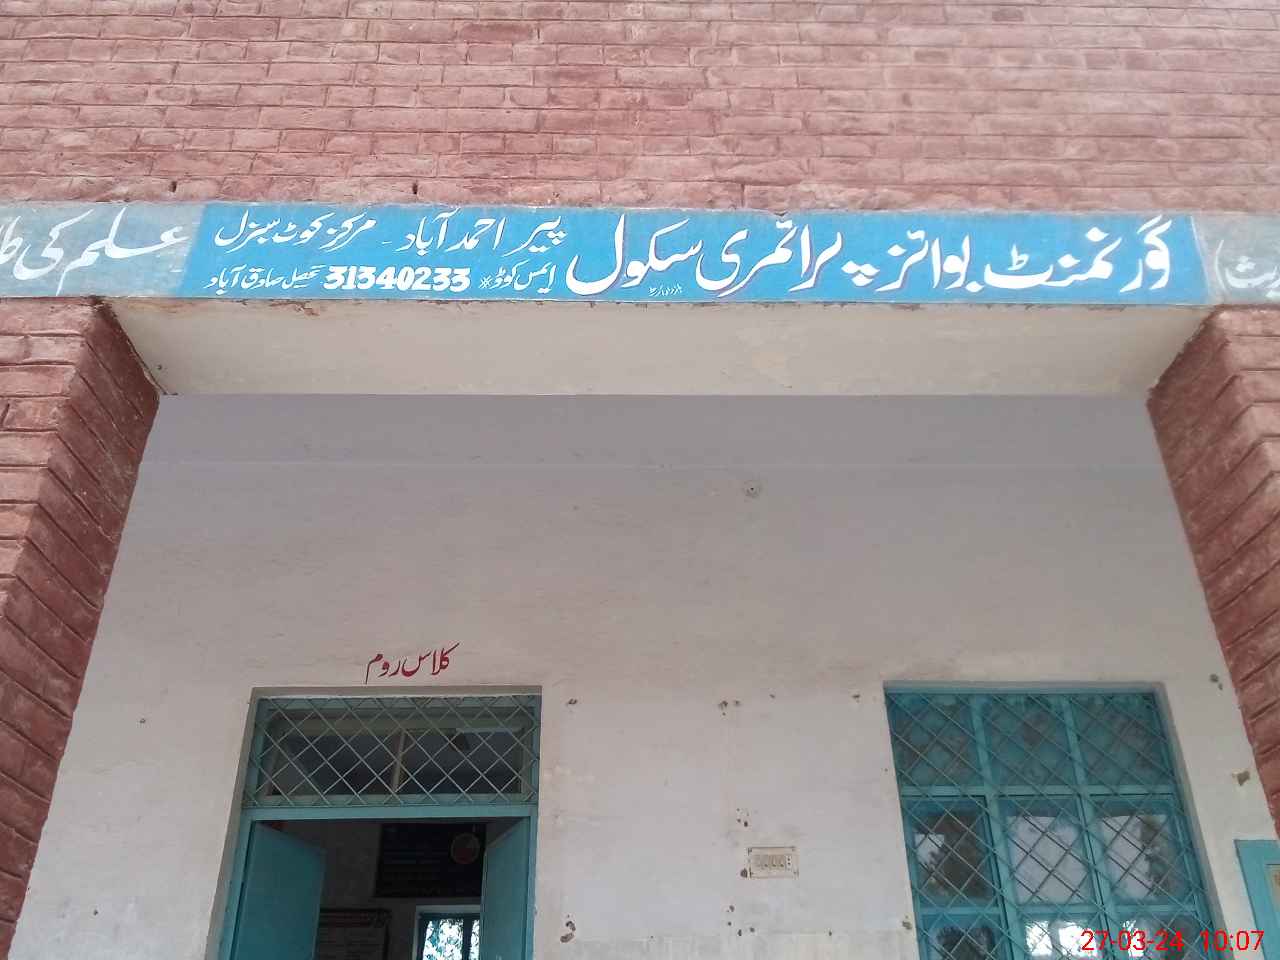 گورنمنٹ بوائز پرائمری سکول
پیر احمد آباد۔ مرکز کوٹ سبزل
ایمس کوڈ※ 31340233 تحصیل صادق آباد
علم کی
کلاس روم
27-03-24 10:07